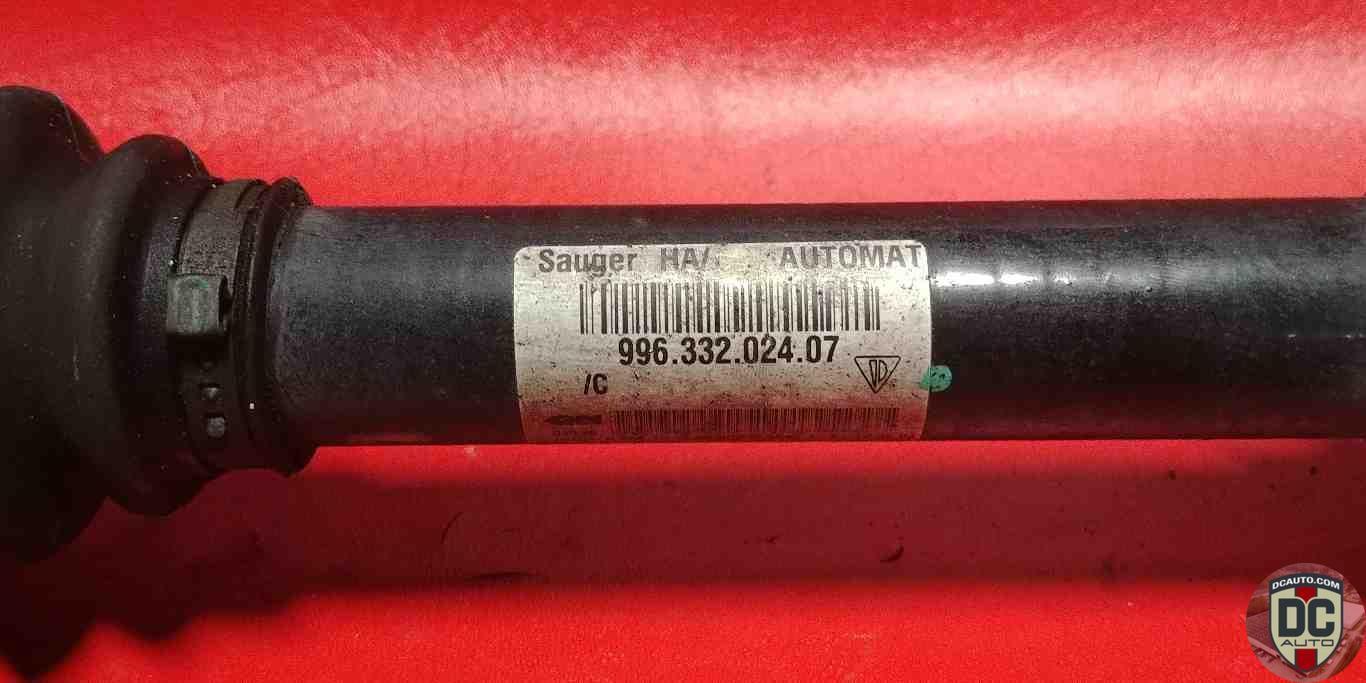 Sauger HA/ AUTOMAT
996.332.024.07
/C
DCAUTO.COM
DC
AUTO